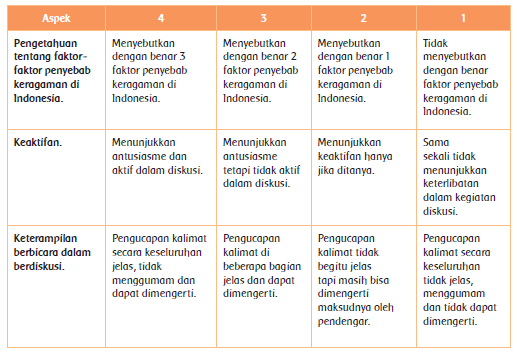 Aspek 4 3 2 1
Pengetahuan
tentang faktor-
faktor penyebab
keragaman di
Indonesia.
Menyebutkan
dengan benar 3
faktor penyebab
keragaman di
Indonesia.
Menyebutkan
dengan benar 2
faktor penyebab
keragaman di
Indonesia.
Menyebutkan
dengan benar 1
faktor penyebab
keragaman di
Indonesia.
Tidak
menyebutkan
dengan benar
faktor penyebab
keragaman di
Indonesia.
Keaktifan.
Menunjukkan
antusiasme dan
aktif dalam diskusi.
Menunjukkan
antusiasme
tetapi tidak aktif
dalam diskusi.
Menunjukkan
keaktifan hanya
jika ditanya.
Sama
sekali tidak
menunjukkan
keterlibatan
dalam kegiatan
diskusi.
Keterampilan
berbicara dalam
berdiskusi.
Pengucapan kalimat
secara keseluruhan
jelas, tidak
menggumam dan
dapat dimengerti.
Pengucapan
kalimat di
beberapa bagian
jelas dan dapat
dimengerti.
Pengucapan
kalimat tidak
begitu jelas
tapi masih bisa
dimengerti
maksudnya oleh
pendengar.
Pengucapan
kalimat secara
keseluruhan
tidak jelas,
menggumam
dan tidak dapat
dimengerti.